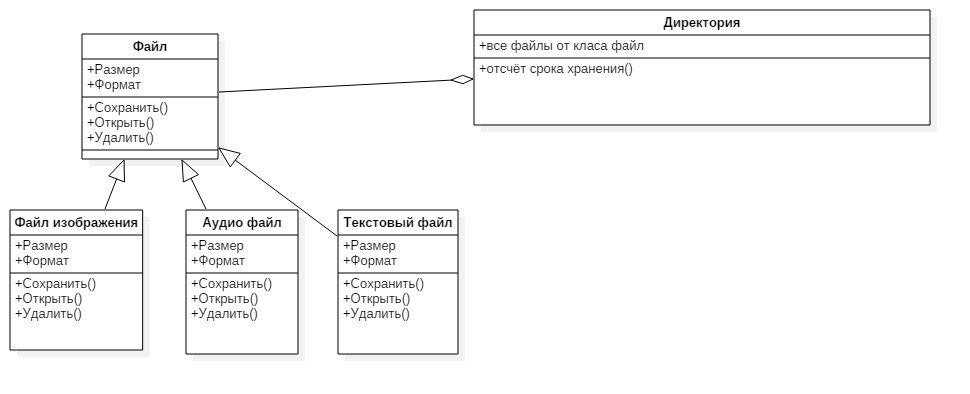 Файл
+Размер
+Формат
+Сохранить()
+Открыть()
+Удалить()
Директория
+все файлы от класа файл
+отсчёт срока хранения()
Файл изображения
+Размер
+Формат
+Сохранить()
+Открыть()
+Удалить()
Аудио файл
+Размер
+Формат
+Сохранить()
+Открыть()
+Удалить()
Текстовый файл
+Размер
+Формат
+Сохранить()
+Открыть()
+Удалить()